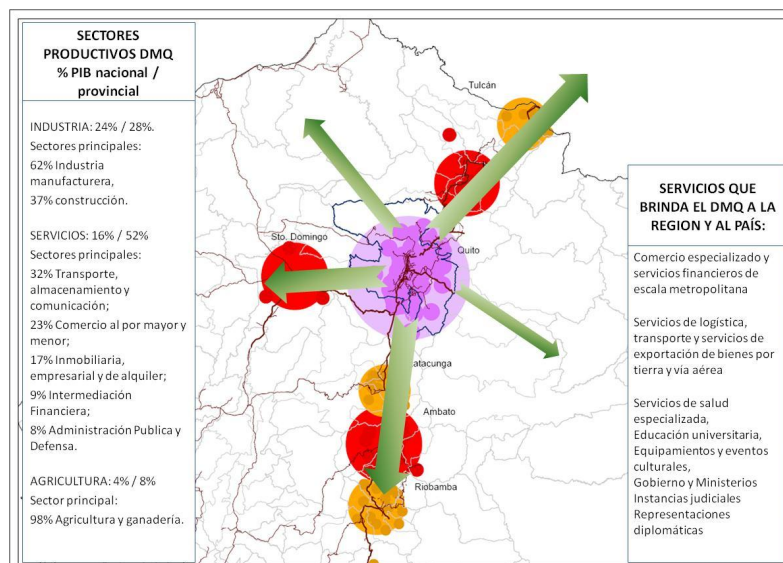 SECTORES
PRODUCTIVOS DMQ
% PIB nacional /
provincial
INDUSTRIA: 24% / 28%.
Sectores principales:
62% Industria
manufacturera,
37% construcción.
SERVICIOS: 16% / 52%
Sectores principales:
32% Transporte,
almacenamiento y
comunicación;
23% Comercio al por mayor y
menor;
17% Inmobiliaria,
empresarial y de alquiler;
9% Intermediación
Financiera;
8% Administración Publica y
Defensa.
AGRICULTURA: 4% / 8%
Sector principal:
98% Agricultura y ganadería.
Tulcán
Quito
Sto. Domingo
atacunga
Ambato
Riobamba
SERVICIOS QUE
BRINDA EL DMQ A LA
REGION Y AL PAÍS:
Comercio especializado y
servicios financieros de
escala metropolitana
Servicios de logística,
transporte y servicios de
exportación de bienes por
tierra y vía aérea
Servicios de salud
especializada,
Educación universitaria,
Equipamientos y eventos
culturales,
Gobierno y Ministerios
Instancias judiciales
Representaciones
diplomáticas